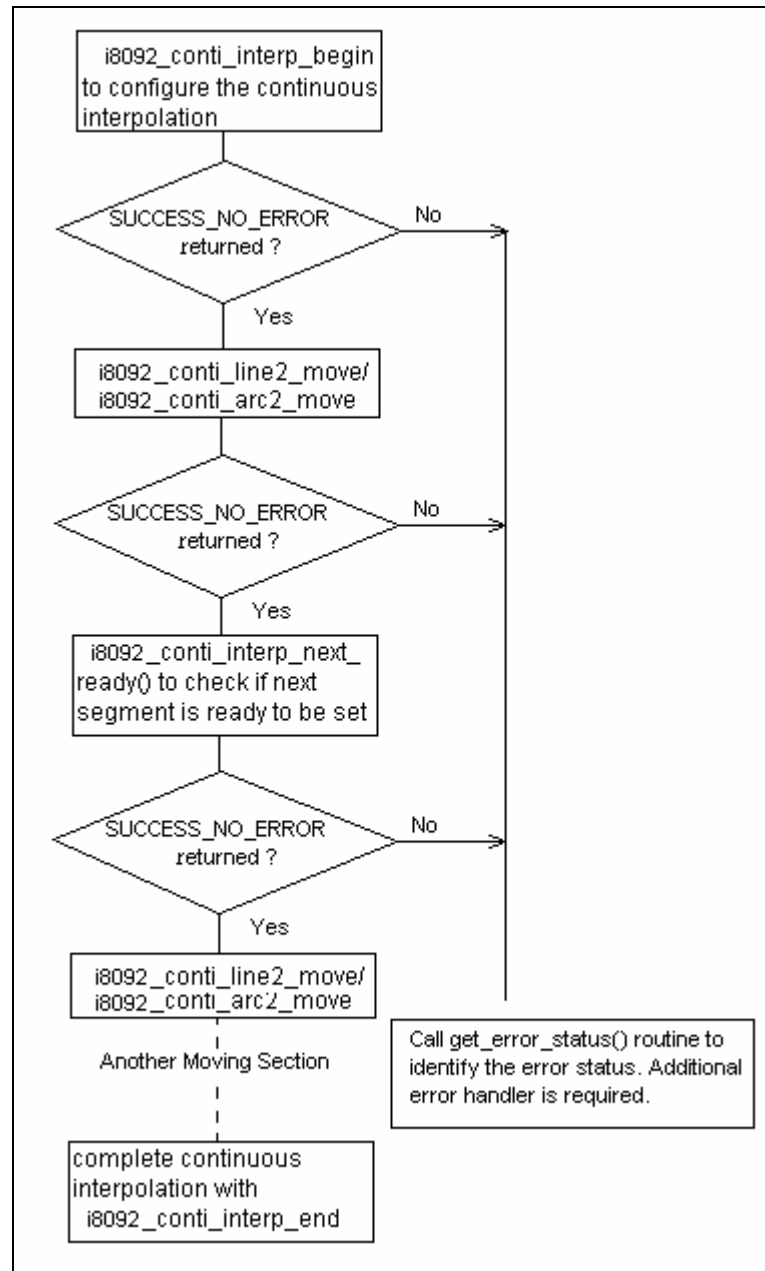 i8092_conti_interp_begin
to configure the continuous
interpolation
SUCCESS_NO_ERROR
returned ?
No
Yes
i8092_conti_line2_move/
i8092_conti_arc2_move
SUCCESS_NO_ERROR
returned ?
No
Yes
i8092_conti_interp_next_
ready() to check if next
segment is ready to be set
SUCCESS_NO_ERROR
returned ?
No
Yes
i8092_conti_line2_move/
i8092_conti_arc2_move
Another Moving Section
Call get_error_status() routine to
identify the error status. Additional
error handler is required.
complete continuous
interpolation with
i8092_conti_interp_end